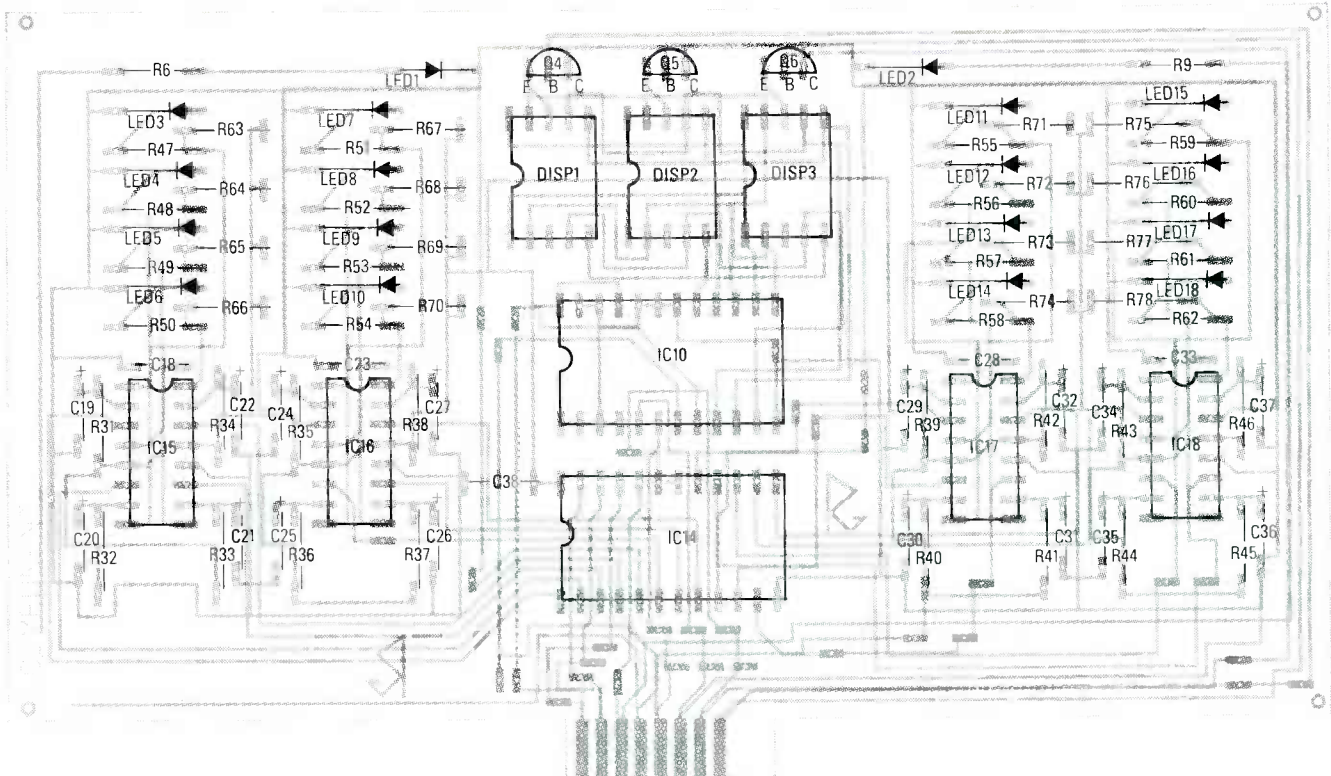 R6
LED1
Q4
Q5
Q6
E B C
E B C
E B C
LED2
R9
LED3
R63
R47
LED4
R64
R48
LED5
R65
R49
LED6
R66
R50
LED7
R67
R51
LED8
R68
R52
LED9
R69
R53
LED10
R70
R54
DISP1
DISP2
DISP3
LED11
R71
R55
LED12
R72
R56
LED13
R73
R57
LED14
R74
R58
LED15
R75
R59
LED16
R76
R60
LED17
R77
R61
LED18
R78
R62
IC10
C18
C23
C28
C33
+
C19
R31
IC15
R34
C22
+
C24
R35
IC16
R38
C27
+
C29
R39
IC17
R42
C32
+
C34
R43
IC18
R46
C37
+
C38
IC14
C20
R32
R33
C21
+
C25
R36
R37
C26
+
C30
R40
R41
C31
+
C35
R44
R45
C36
+